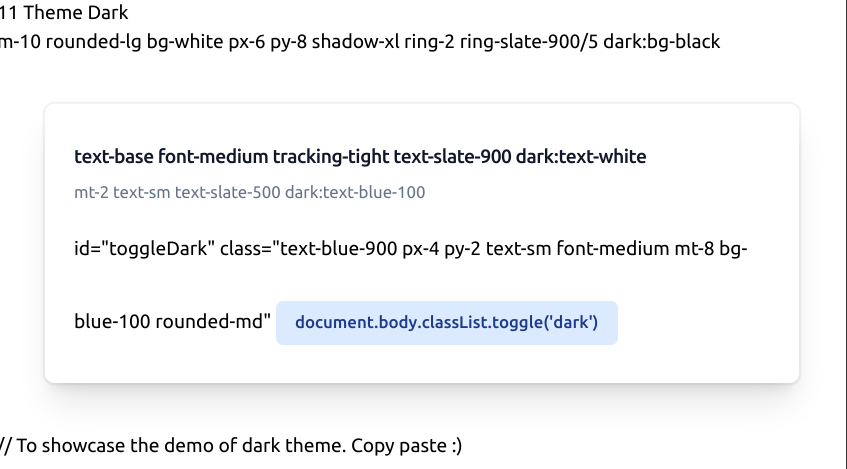 11 Theme Dark
m-10 rounded-lg bg-white px-6 py-8 shadow-xl ring-2 ring-slate-900/5 dark:bg-black
text-base font-medium tracking-tight text-slate-900 dark:text-white
mt-2 text-sm text-slate-500 dark:text-blue-100
id="toggleDark" class="text-blue-900 px-4 py-2 text-sm font-medium mt-8 bg-
blue-100 rounded-md" document.body.classList.toggle('dark')
// To showcase the demo of dark theme. Copy paste :)